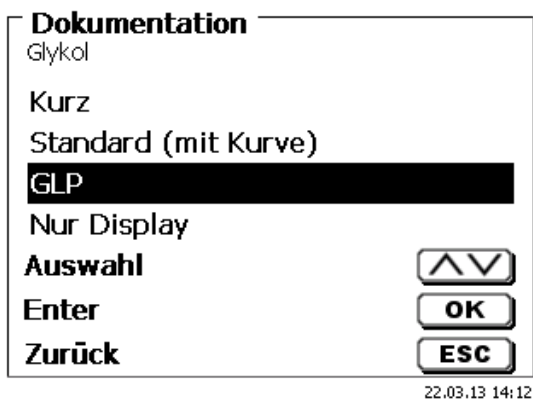 Dokumentation
Glykol
Kurz
Standard (mit Kurve)
GLP
Nur Display
Auswahl
Enter OK
Zurück ESC
22.03.13 14:12